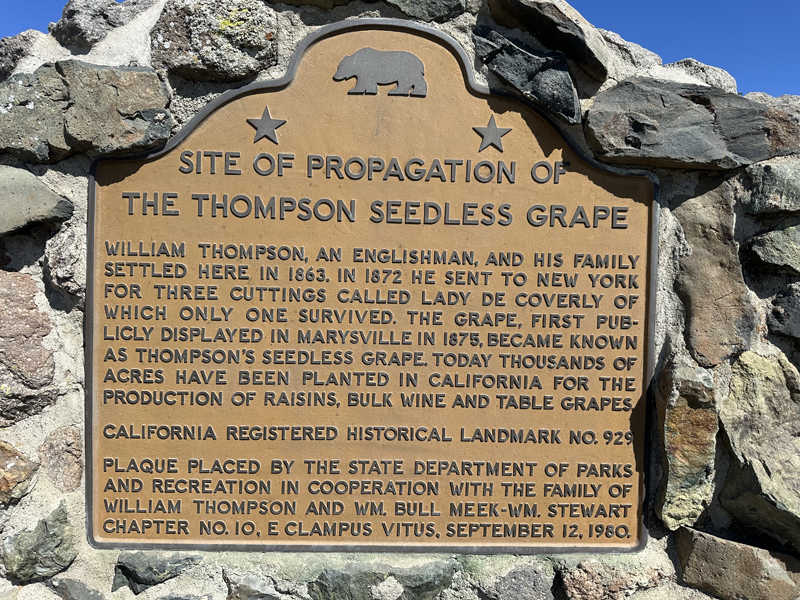 SITE OF PROPAGATION OF
THE THOMPSON SEEDLESS GRAPE
WILLIAM THOMPSON, AN ENGLISHMAN, AND HIS FAMILY
SETTLED HERE IN 1863. IN 1872 HE SENT TO NEW YORK
FOR THREE CUTTINGS CALLED LADY DE COVERLY OF
WHICH ONLY ONE SURVIVED. THE GRAPE, FIRST PUB-
LICLY DISPLAYED IN MARYSVILLE IN 1875, BECAME KNOWN
AS THOMPSON'S SEEDLESS GRAPE. TODAY THOUSANDS OF
ACRES HAVE BEEN PLANTED IN CALIFORNIA FOR THE
PRODUCTION OF RAISINS, BULK WINE AND TABLE GRAPES
CALIFORNIA REGISTERED HISTORICAL LANDMARK NO. 929
PLAQUE PLACED BY THE STATE DEPARTMENT OF PARKS
AND RECREATION IN COOPERATION WITH THE FAMILY OF
WILLIAM THOMPSON AND WM. BULL MEEK-WM. STEWART
CHAPTER NO. 10, E CLAMPUS VITUS, SEPTEMBER 12, 1980.